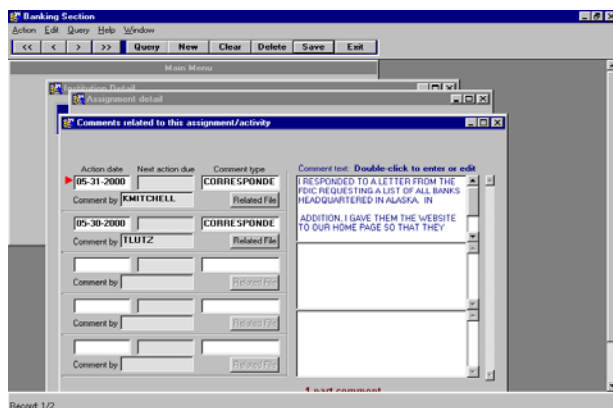 Banking Section
Action Edit Query Help Window
<< < > >> Query New Clear Delete Save Exit
Main Menu
Institution Detail
Assignment detail
Comments related to this assignment/activity
Action date Next action due Comment type Comment text Double-click to enter or edit
05-31-2000 CORRESPONDE I RESPONDED TO A LETTER FROM THE
FDIC REQUESTING A LIST OF ALL BANKS
Comment by KMITCHELL Related File HEADQUARTERED IN ALASKA. IN
05-30-2000 CORRESPONDE ADDITION, I GAVE THEM THE WEBSITE
TO OUR HOME PAGE SO THAT THEY
Comment by TLUTZ Related File
Comment by Related File
Comment by Related File
Comment by Related File
1 part comment
Record: 1/2